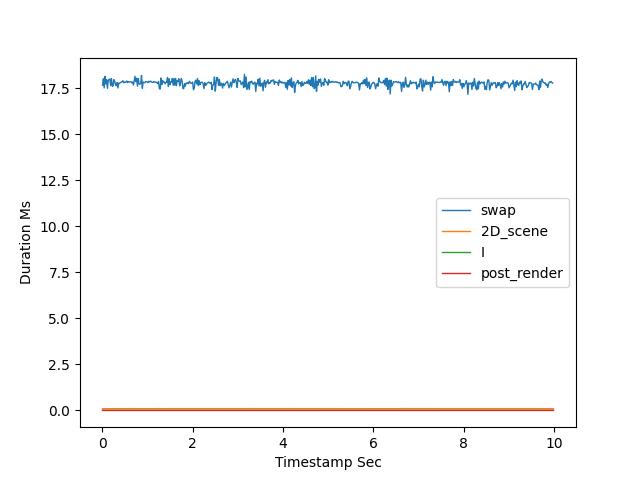 17.5
15.0
12.5
10.0
7.5
5.0
2.5
0.0
Duration Ms
swap
2D_scene
I
post_render
0 2 4 6 8 10
Timestamp Sec